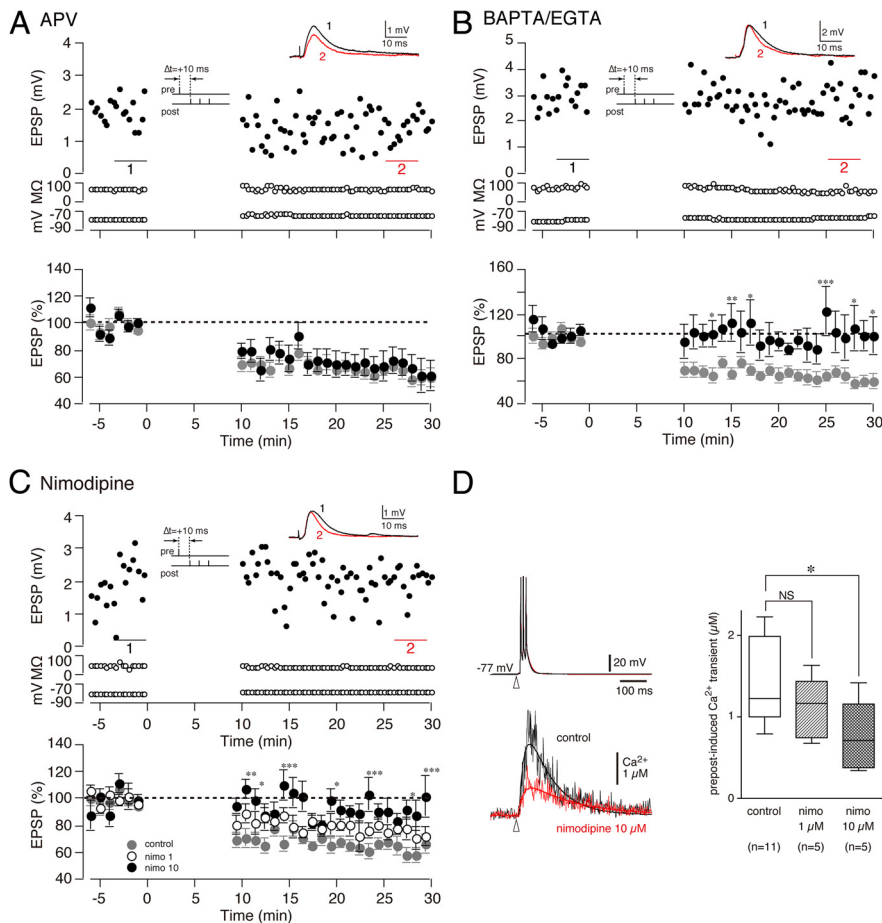 A APV
1
2
1 mV
10 ms
Δt=+10 ms
pre
post
EPSP (mV)
4
3
2
1
0
1
2
MΩ
100
0
mV
-70
-90
EPSP (%)
140
120
100
80
60
40
-5
0
5
10
15
20
25
30
Time (min)
B BAPTA/EGTA
1
2
2 mV
10 ms
Δt=+10 ms
pre
post
EPSP (mV)
5
4
3
2
1
0
1
2
MΩ
100
0
mV
-70
-90
EPSP (%)
160
120
100
80
40
* ** * *** * *
-5
0
5
10
15
20
25
30
Time (min)
C Nimodipine
1
2
1 mV
10 ms
Δt=+10 ms
pre
post
EPSP (mV)
4
3
2
1
0
1
2
MΩ
100
0
mV
-70
-90
EPSP (%)
140
120
100
80
60
40
** * *** * *** * ***
control
nimo 1
nimo 10
-5
0
5
10
15
20
25
30
Time (min)
D
-77 mV
20 mV
100 ms
control
Ca²⁺
1 µM
nimodipine 10 µM
*
NS
prepost-induced Ca²⁺ transient (µM)
2
1
0
control
nimo
1 µM
nimo
10 µM
(n=11)
(n=5)
(n=5)